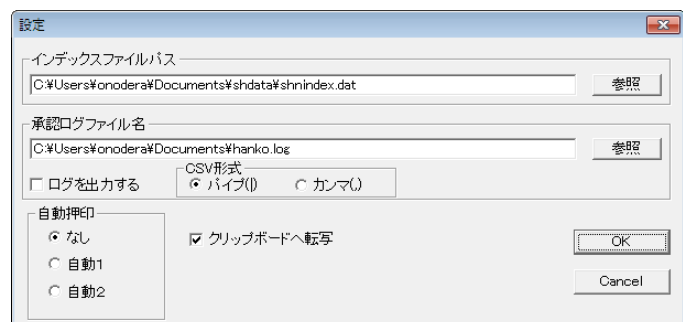 設定
インデックスファイルパス
C:¥Users¥onodera¥Documents¥shdata¥shnindex.dat
参照
承認ログファイル名
C:¥Users¥onodera¥Documents¥hanko.log
参照
ログを出力する
CSV形式
パイプ(|)
カンマ(,)
自動押印
なし
自動1
自動2
クリップボードへ転写
OK
Cancel